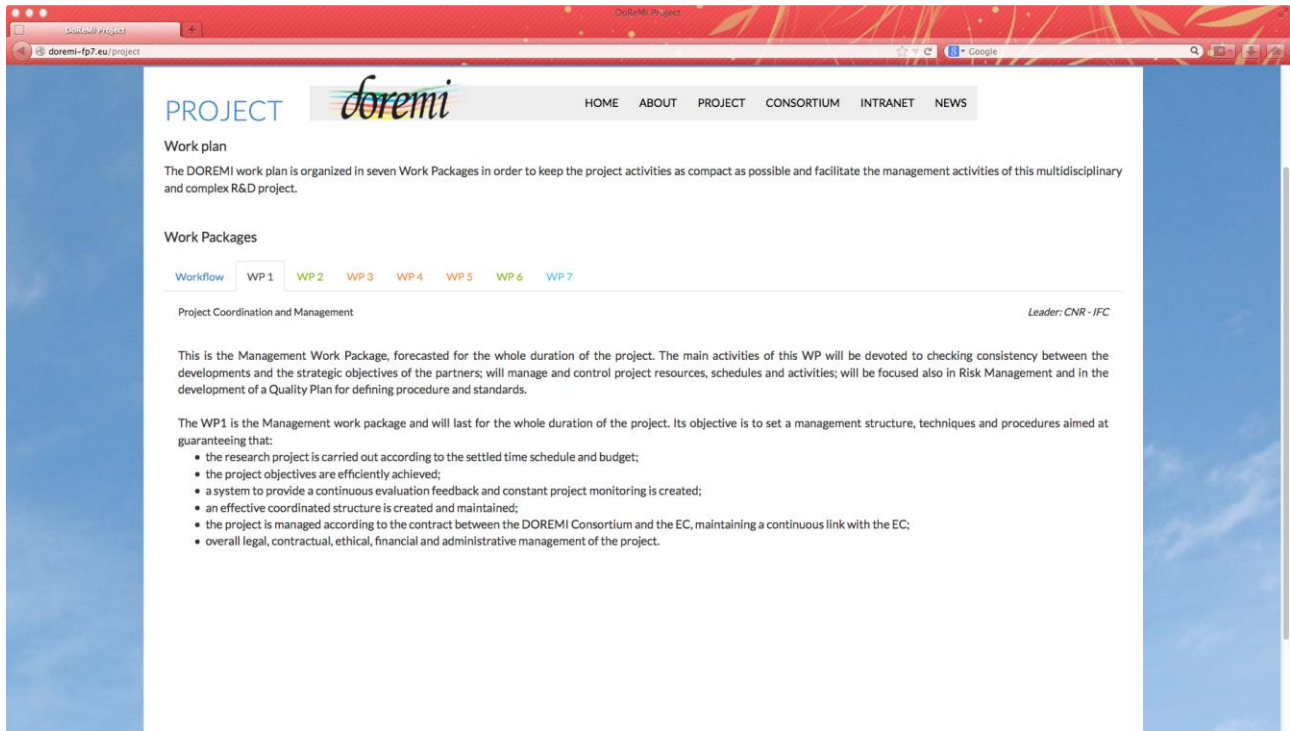 DoReMi Project
DoReMi Project
doremi-fp7.eu/project
Google
PROJECT
doremi
HOME ABOUT PROJECT CONSORTIUM INTRANET NEWS
Work plan
The DOREMI work plan is organized in seven Work Packages in order to keep the project activities as compact as possible and facilitate the management activities of this multidisciplinary
and complex R&D project.
Work Packages
Workflow WP 1 WP 2 WP 3 WP 4 WP 5 WP 6 WP 7
Project Coordination and Management Leader: CNR - IFC
This is the Management Work Package, forecasted for the whole duration of the project. The main activities of this WP will be devoted to checking consistency between the
developments and the strategic objectives of the partners; will manage and control project resources, schedules and activities; will be focused also in Risk Management and in the
development of a Quality Plan for defining procedure and standards.
The WP1 is the Management work package and will last for the whole duration of the project. Its objective is to set a management structure, techniques and procedures aimed at
guaranteeing that:
• the research project is carried out according to the settled time schedule and budget;
• the project objectives are efficiently achieved;
• a system to provide a continuous evaluation feedback and constant project monitoring is created;
• an effective coordinated structure is created and maintained;
• the project is managed according to the contract between the DOREMI Consortium and the EC, maintaining a continuous link with the EC;
• overall legal, contractual, ethical, financial and administrative management of the project.